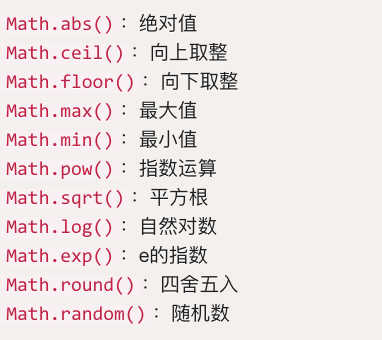 Math.abs()：绝对值
Math.ceil()：向上取整
Math.floor()：向下取整
Math.max()：最大值
Math.min()：最小值
Math.pow()：指数运算
Math.sqrt()：平方根
Math.log()：自然对数
Math.exp()：e的指数
Math.round()：四舍五入
Math.random()：随机数